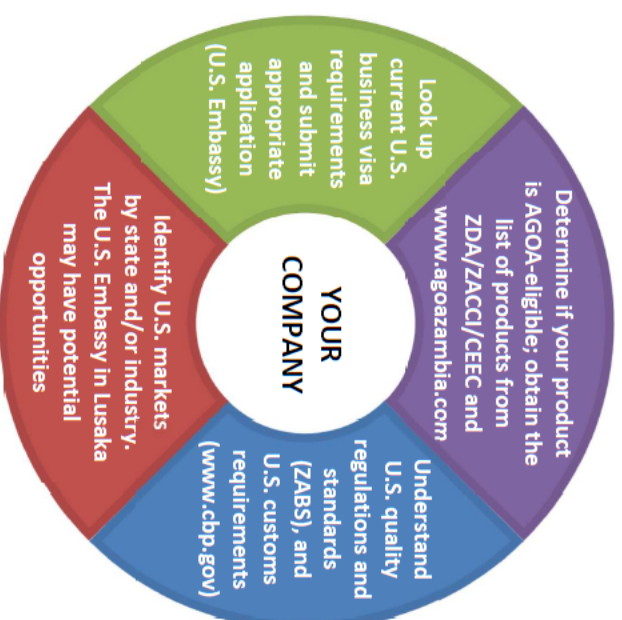 Determine if your product
is AGOA-eligible; obtain the
list of products from
ZDA/ZACCI/CEEC and
www.agoazambia.com
Understand
U.S. quality
regulations and
standards
(ZABS), and
U.S. customs
requirements
(www.cbp.gov)
Identify U.S. markets
by state and/or industry.
The U.S. Embassy in Lusaka
may have potential
opportunities
Look up
current U.S.
business visa
requirements
and submit
appropriate
application
(U.S. Embassy)
YOUR
COMPANY